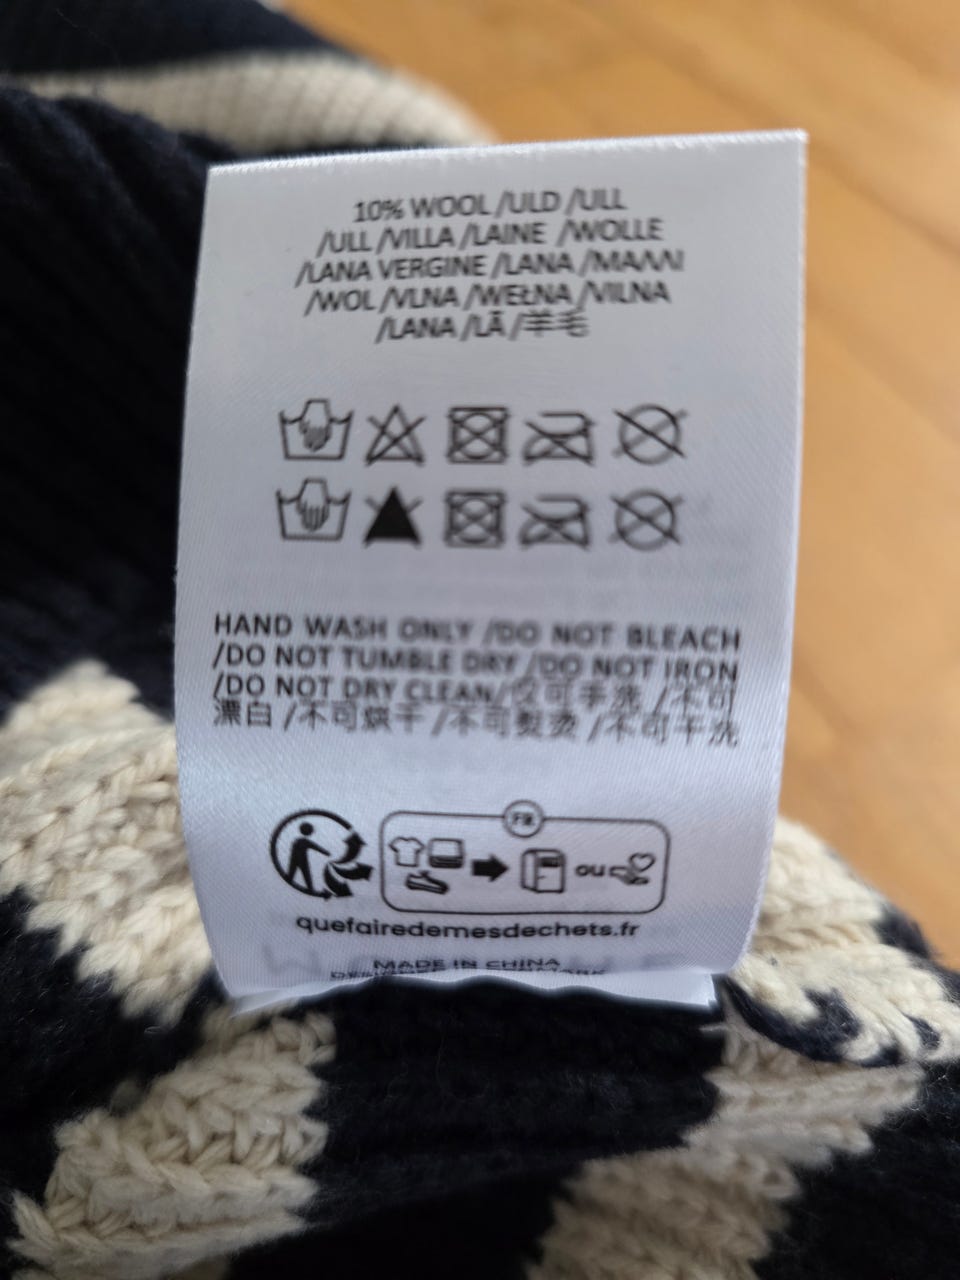 10% WOOL /ULD /ULL
/ULL /VILLA /LAINE /WOLLE
/LANA VERGINE /LANA /ΜΑΛΛΙ
/WOL /VLNA /WEŁNA /VILNA
/LANA /LÃ /羊毛
HAND WASH ONLY /DO NOT BLEACH
/DO NOT TUMBLE DRY /DO NOT IRON
/DO NOT DRY CLEAN/仅可手洗 /不可
漂白 /不可烘干 /不可熨烫 /不可干洗
FR
ou
quefairedemesdechets.fr
MADE IN CHINA